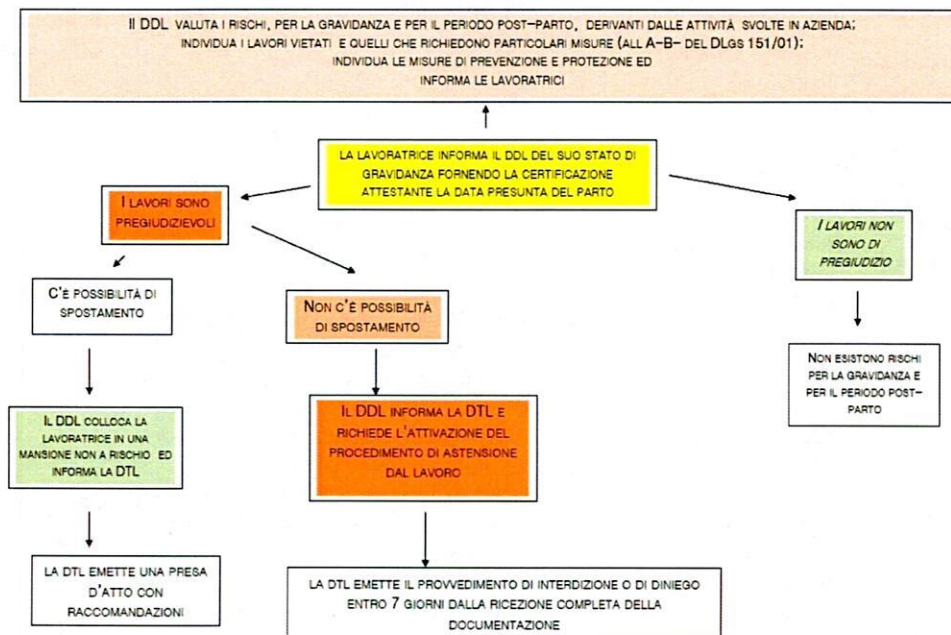 Il DDL VALUTA I RISCHI, PER LA GRAVIDANZA E PER IL PERIODO POST-PARTO, DERIVANTI DALLE ATTIVITÀ SVOLTE IN AZIENDA;
INDIVIDUA I LAVORI VIETATI E QUELLI CHE RICHIEDONO PARTICOLARI MISURE (ALL A-B- DEL DLGS 151/01);
INDIVIDUA LE MISURE DI PREVENZIONE E PROTEZIONE ED
INFORMA LE LAVORATRICI
LA LAVORATRICE INFORMA IL DDL DEL SUO STATO DI
GRAVIDANZA FORNENDO LA CERTIFICAZIONE
ATTESTANTE LA DATA PRESUNTA DEL PARTO
I LAVORI SONO
PREGIUDIZIEVOLI
I LAVORI NON
SONO DI
PREGIUDIZIO
C'È POSSIBILITÀ DI
SPOSTAMENTO
NON C'È POSSIBILITÀ
DI SPOSTAMENTO
NON ESISTONO RISCHI
PER LA GRAVIDANZA E
PER IL PERIODO POST-
PARTO
IL DDL COLLOCA LA
LAVORATRICE IN UNA
MANSIONE NON A RISCHIO ED
INFORMA LA DTL
IL DDL INFORMA LA DTL E
RICHIEDE L'ATTIVAZIONE DEL
PROCEDIMENTO DI ASTENSIONE
DAL LAVORO
LA DTL EMETTE UNA PRESA
D'ATTO CON
RACCOMANDAZIONI
LA DTL EMETTE IL PROVVEDIMENTO DI INTERDIZIONE O DI DINIEGO
ENTRO 7 GIORNI DALLA RICEZIONE COMPLETA DELLA
DOCUMENTAZIONE